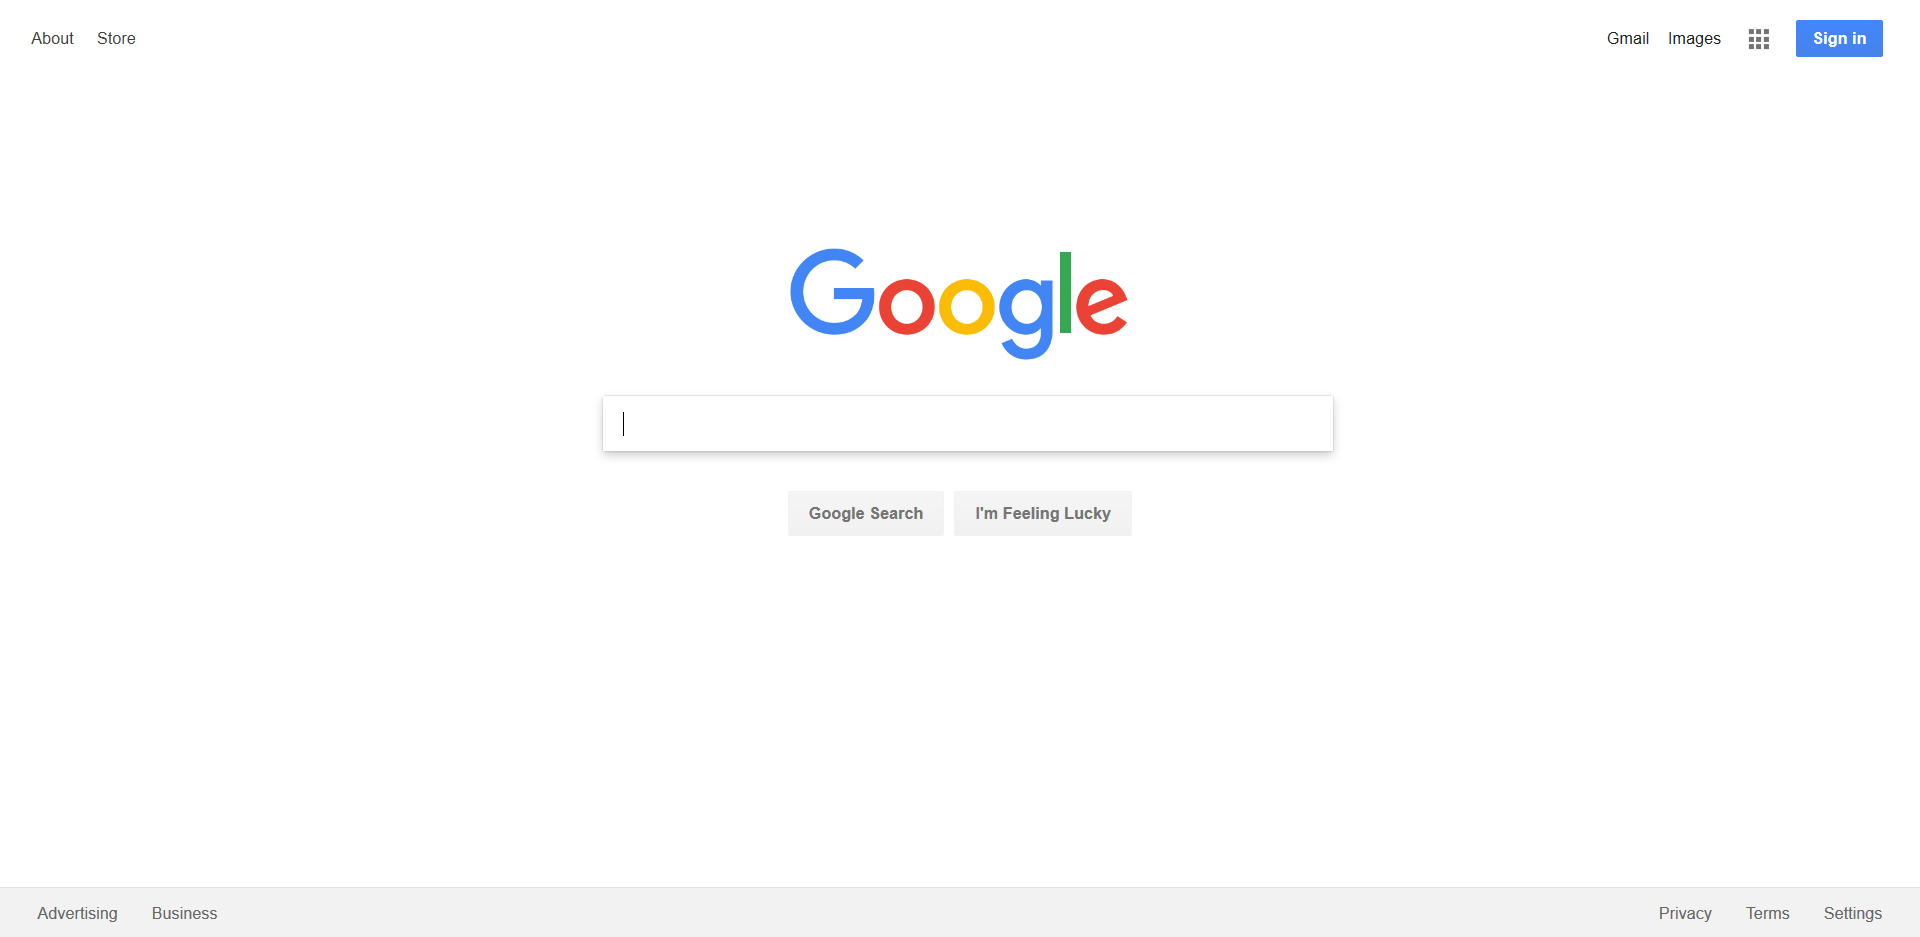 About Store Gmail Images Sign in
Google
Google Search I'm Feeling Lucky
Advertising Business Privacy Terms Settings